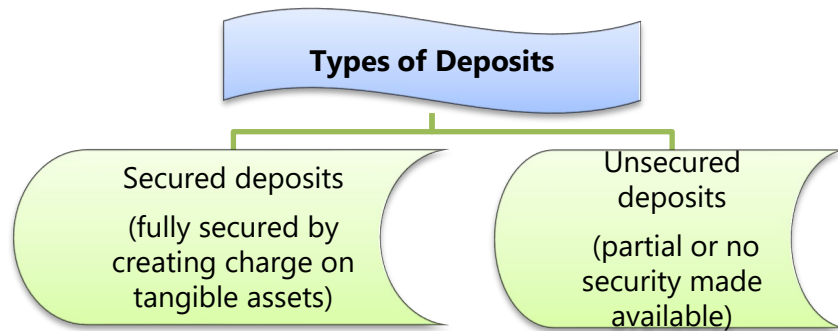 Types of Deposits
Secured deposits
(fully secured by
creating charge on
tangible assets)
Unsecured
deposits
(partial or no
security made
available)